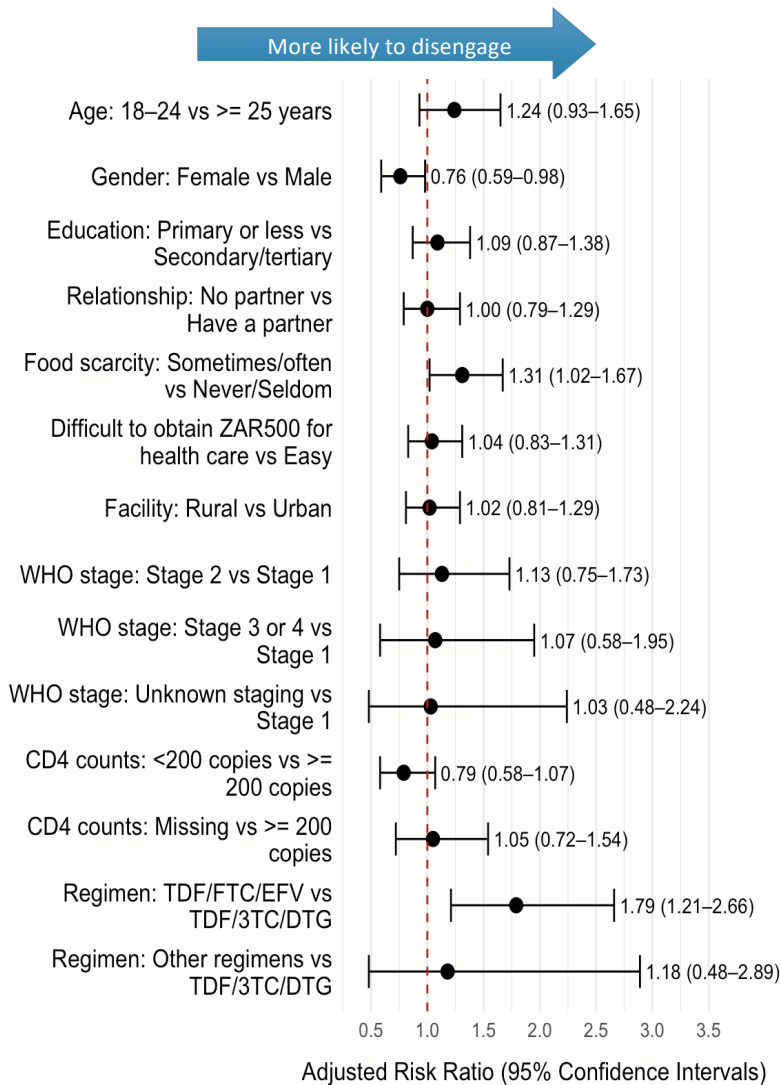 More likely to disengage
Age: 18–24 vs >= 25 years
1.24 (0.93–1.65)
Gender: Female vs Male
0.76 (0.59–0.98)
Education: Primary or less vs
Secondary/tertiary
1.09 (0.87–1.38)
Relationship: No partner vs
Have a partner
1.00 (0.79–1.29)
Food scarcity: Sometimes/often
vs Never/Seldom
1.31 (1.02–1.67)
Difficult to obtain ZAR500 for
health care vs Easy
1.04 (0.83–1.31)
Facility: Rural vs Urban
1.02 (0.81–1.29)
WHO stage: Stage 2 vs Stage 1
1.13 (0.75–1.73)
WHO stage: Stage 3 or 4 vs
Stage 1
1.07 (0.58–1.95)
WHO stage: Unknown staging vs
Stage 1
1.03 (0.48–2.24)
CD4 counts: <200 copies vs >=
200 copies
0.79 (0.58–1.07)
CD4 counts: Missing vs >= 200
copies
1.05 (0.72–1.54)
Regimen: TDF/FTC/EFV vs
TDF/3TC/DTG
1.79 (1.21–2.66)
Regimen: Other regimens vs
TDF/3TC/DTG
1.18 (0.48–2.89)
0.5 1.0 1.5 2.0 2.5 3.0 3.5
Adjusted Risk Ratio (95% Confidence Intervals)